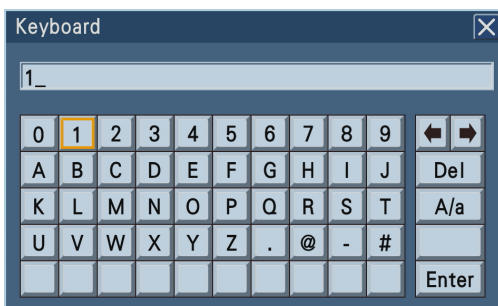 Keyboard
1_
0 1 2 3 4 5 6 7 8 9
A B C D E F G H I J Del
K L M N O P Q R S T A/a
U V W X Y Z . @ - #
Enter